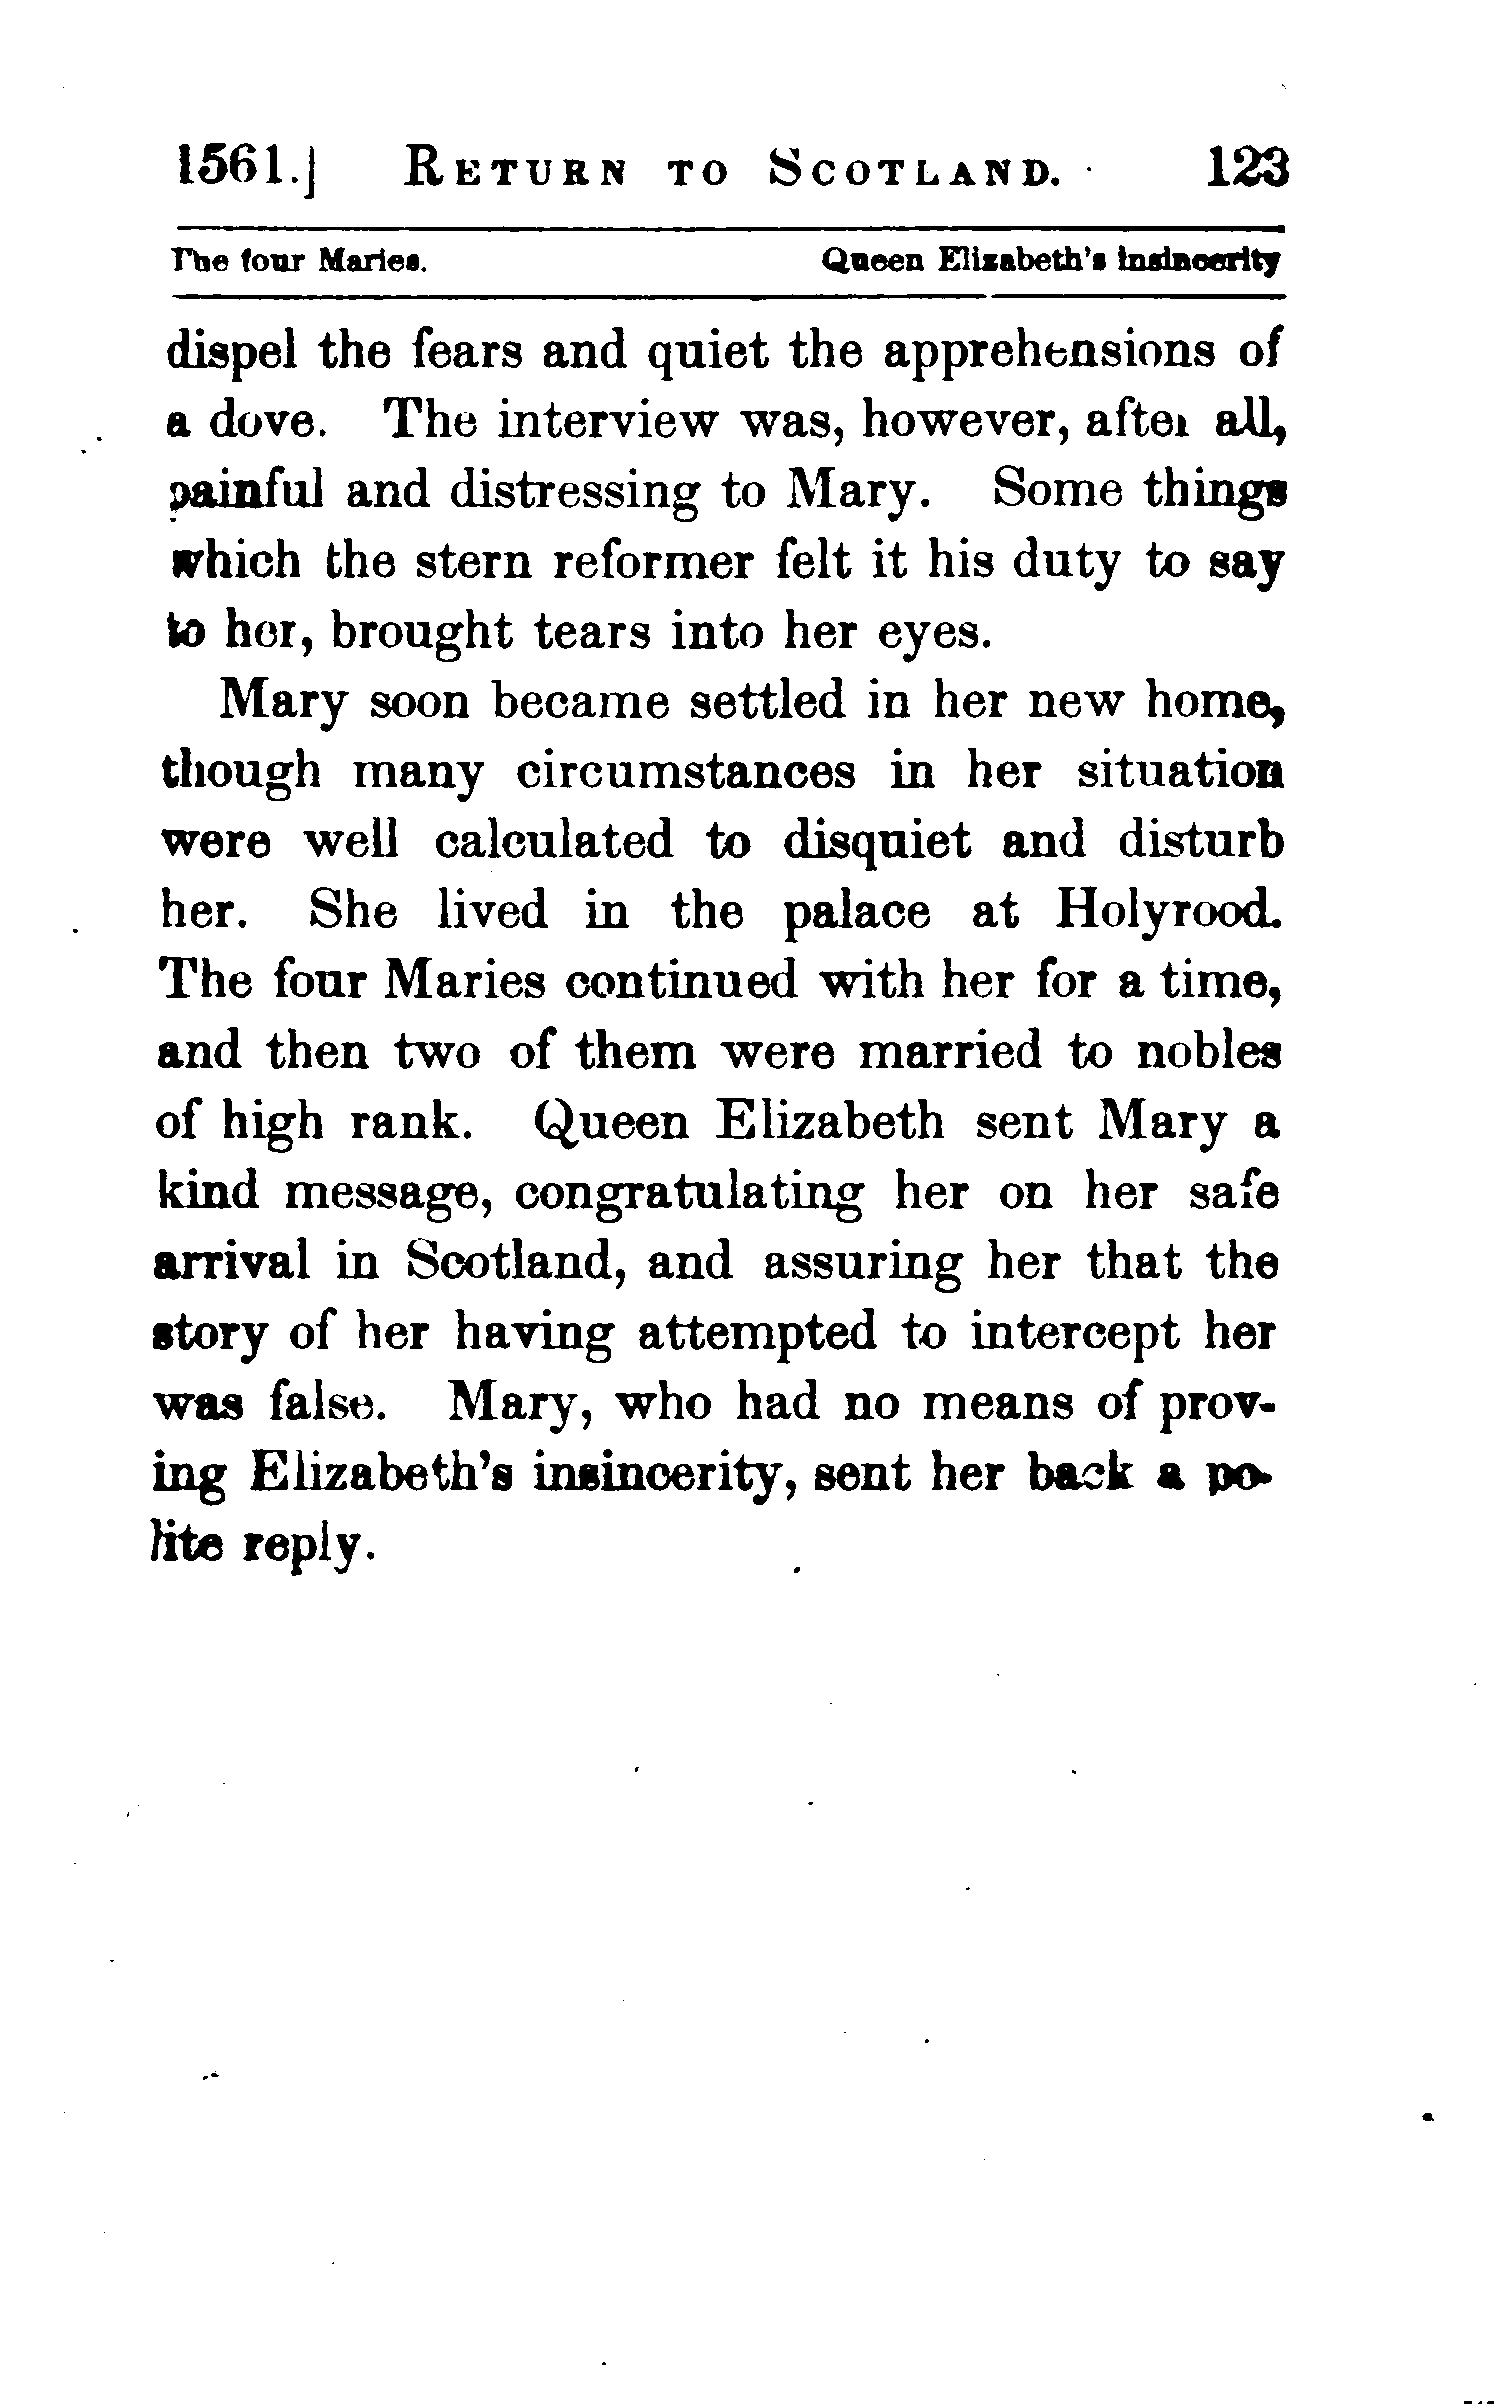 1561.] RETURN TO SCOTLAND. 123
The four Maries. Queen Elizabeth's insincerity
dispel the fears and quiet the apprehensions of
a dove. The interview was, however, after all,
painful and distressing to Mary. Some things
which the stern reformer felt it his duty to say
to her, brought tears into her eyes.
Mary soon became settled in her new home,
though many circumstances in her situation
were well calculated to disquiet and disturb
her. She lived in the palace at Holyrood.
The four Maries continued with her for a time,
and then two of them were married to nobles
of high rank. Queen Elizabeth sent Mary a
kind message, congratulating her on her safe
arrival in Scotland, and assuring her that the
story of her having attempted to intercept her
was false. Mary, who had no means of prov-
ing Elizabeth's insincerity, sent her back a po-
lite reply.